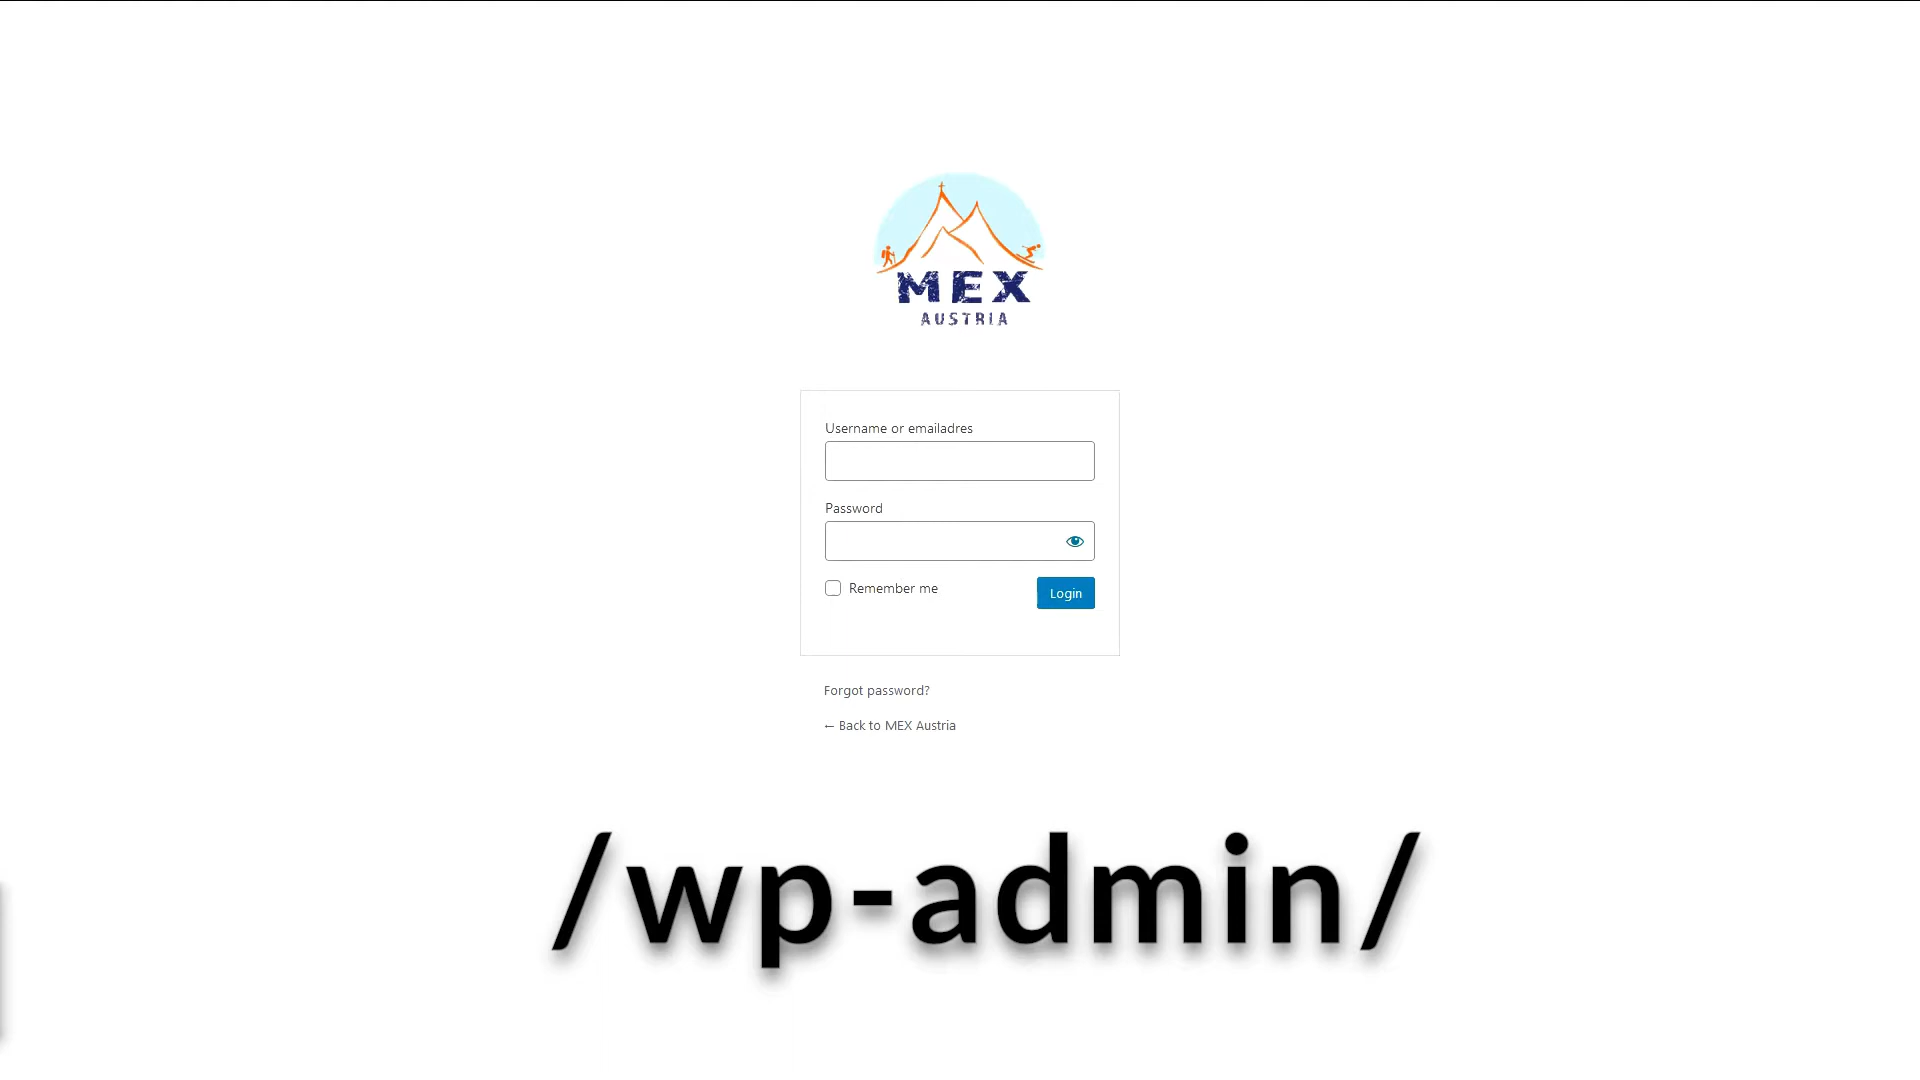 MEX
AUSTRIA
Username or emailadres
Password
Remember me
Login
Forgot password?
← Back to MEX Austria
/wp-admin/